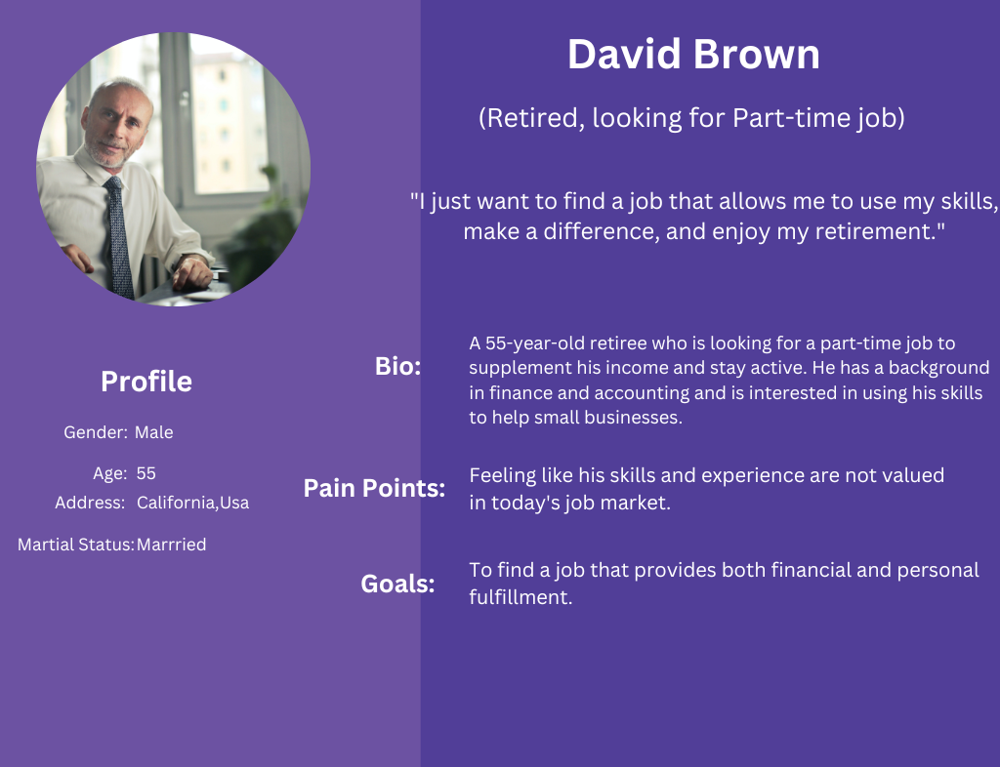 David Brown
(Retired, looking for Part-time job)
"I just want to find a job that allows me to use my skills,
make a difference, and enjoy my retirement."
Profile
Gender: Male
Age: 55
Address: California,Usa
Martial Status: Marrried
Bio:
A 55-year-old retiree who is looking for a part-time job to
supplement his income and stay active. He has a background
in finance and accounting and is interested in using his skills
to help small businesses.
Pain Points:
Feeling like his skills and experience are not valued
in today's job market.
Goals:
To find a job that provides both financial and personal
fulfillment.